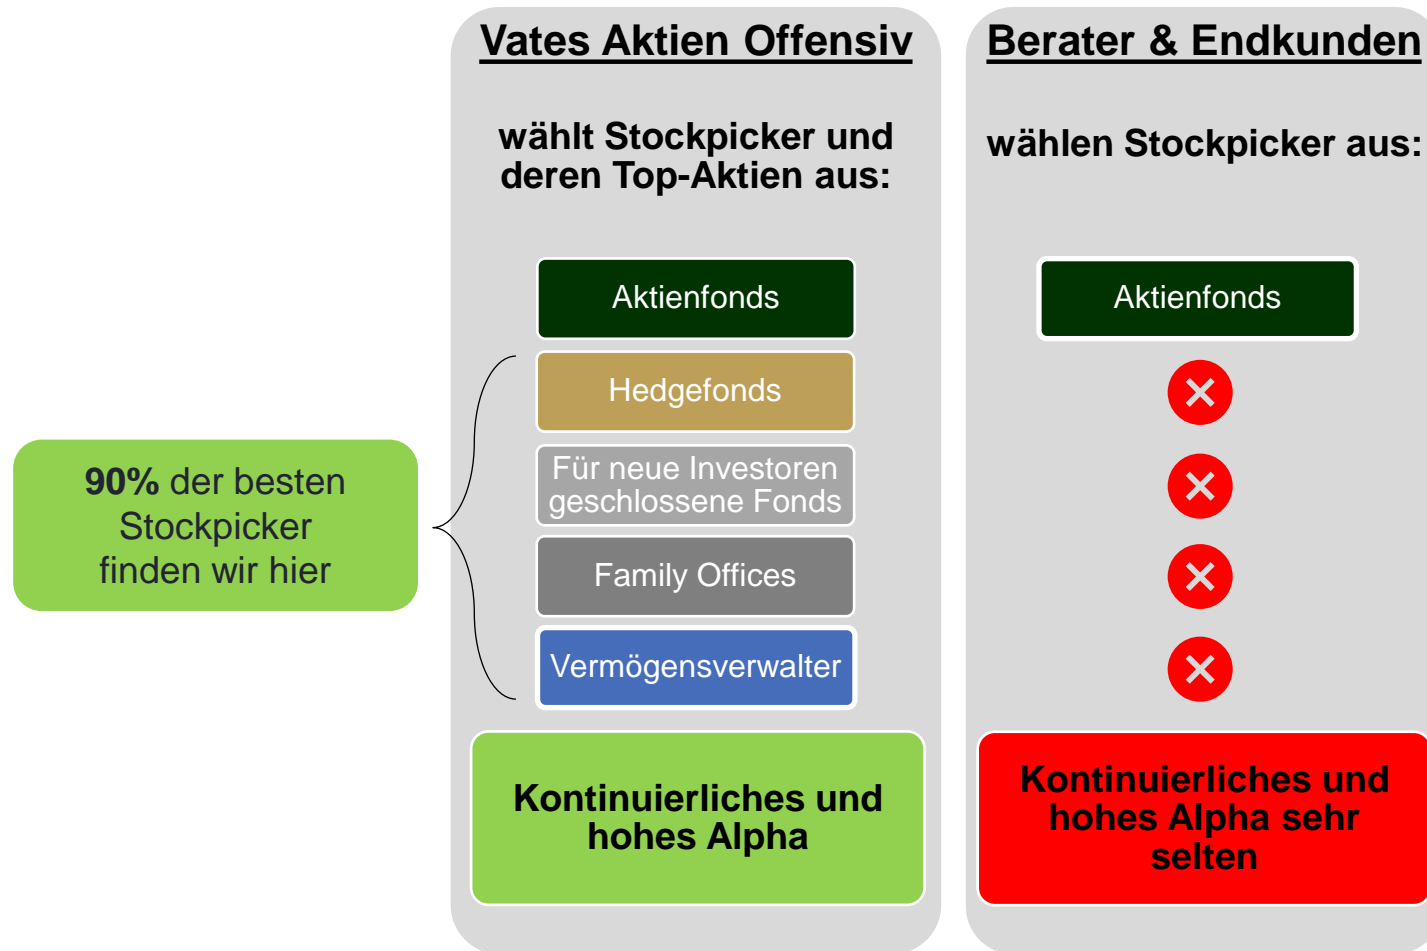 Vates Aktien Offensiv
wählt Stockpicker und
deren Top-Aktien aus:
Aktienfonds
Hedgefonds
Für neue Investoren
geschlossene Fonds
Family Offices
Vermögensverwalter
Kontinuierliches und
hohes Alpha
90% der besten
Stockpicker
finden wir hier
Berater & Endkunden
wählen Stockpicker aus:
Aktienfonds
Kontinuierliches und
hohes Alpha sehr
selten